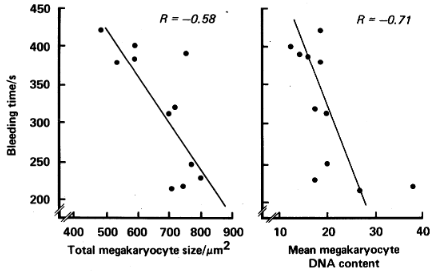 R = −0.58
R = −0.71
450
400
350
300
250
200
Bleeding time/s
400 500 600 700 800 900
10 20 30 40
Total megakaryocyte size/μm²
Mean megakaryocyte
DNA content